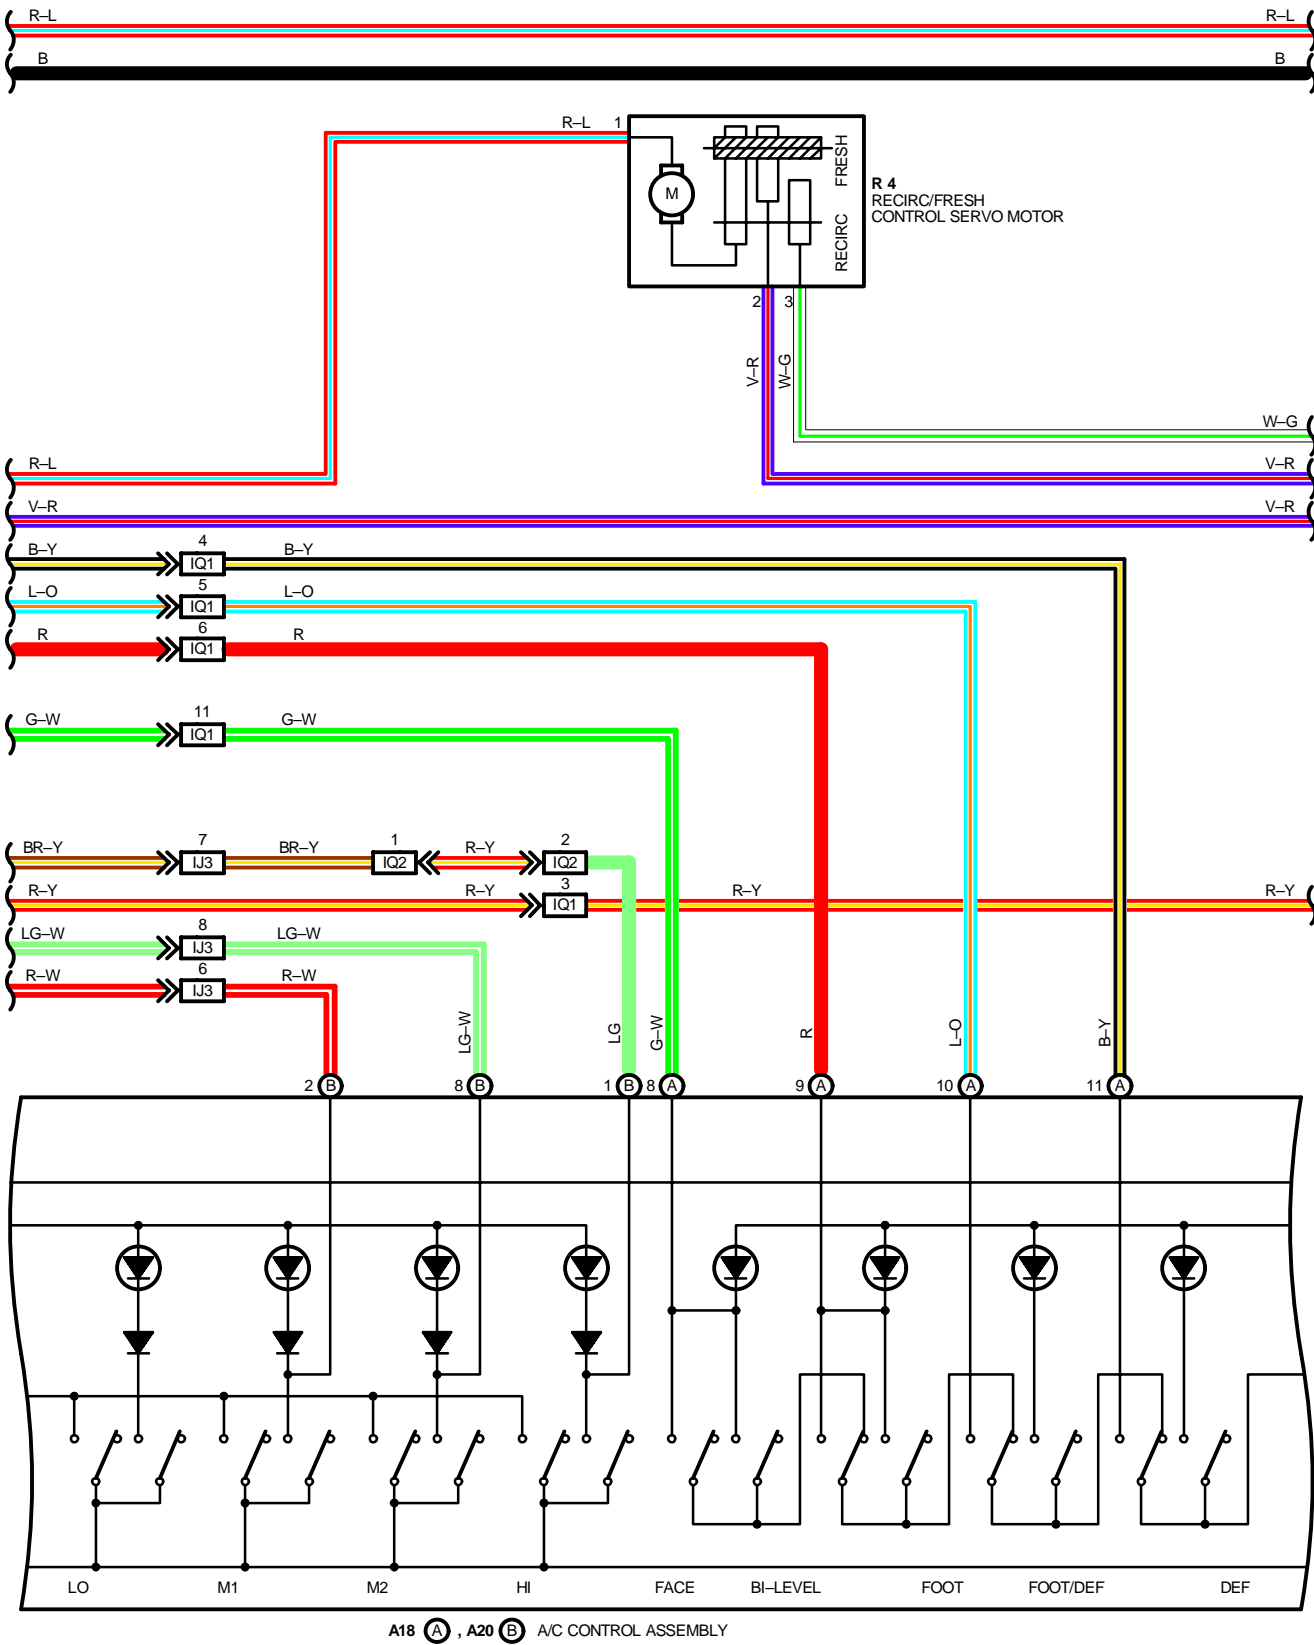 R–L R–L
B B
R–L 1
FRESH
RECIRC
M
R 4
RECIRC/FRESH
CONTROL SERVO MOTOR
2 3
V–R
W–G
W–G
R–L V–R
V–R V–R
4
B–Y IQ1 B–Y
5
L–O IQ1 L–O
6
R IQ1 R
11
G–W IQ1 G–W
7 1 2
BR–Y IJ3 BR–Y IQ2 R–Y IQ2
3
R–Y R–Y IQ1 R–Y R–Y
8
LG–W IJ3 LG–W
6
R–W IJ3 R–W
LG–W
LG
G–W
R
L–O
B–Y
2 B 8 B 1 B 8 A 9 A 10 A 11 A
LO M1 M2 HI FACE BI–LEVEL FOOT FOOT/DEF DEF
A18 A , A20 B A/C CONTROL ASSEMBLY